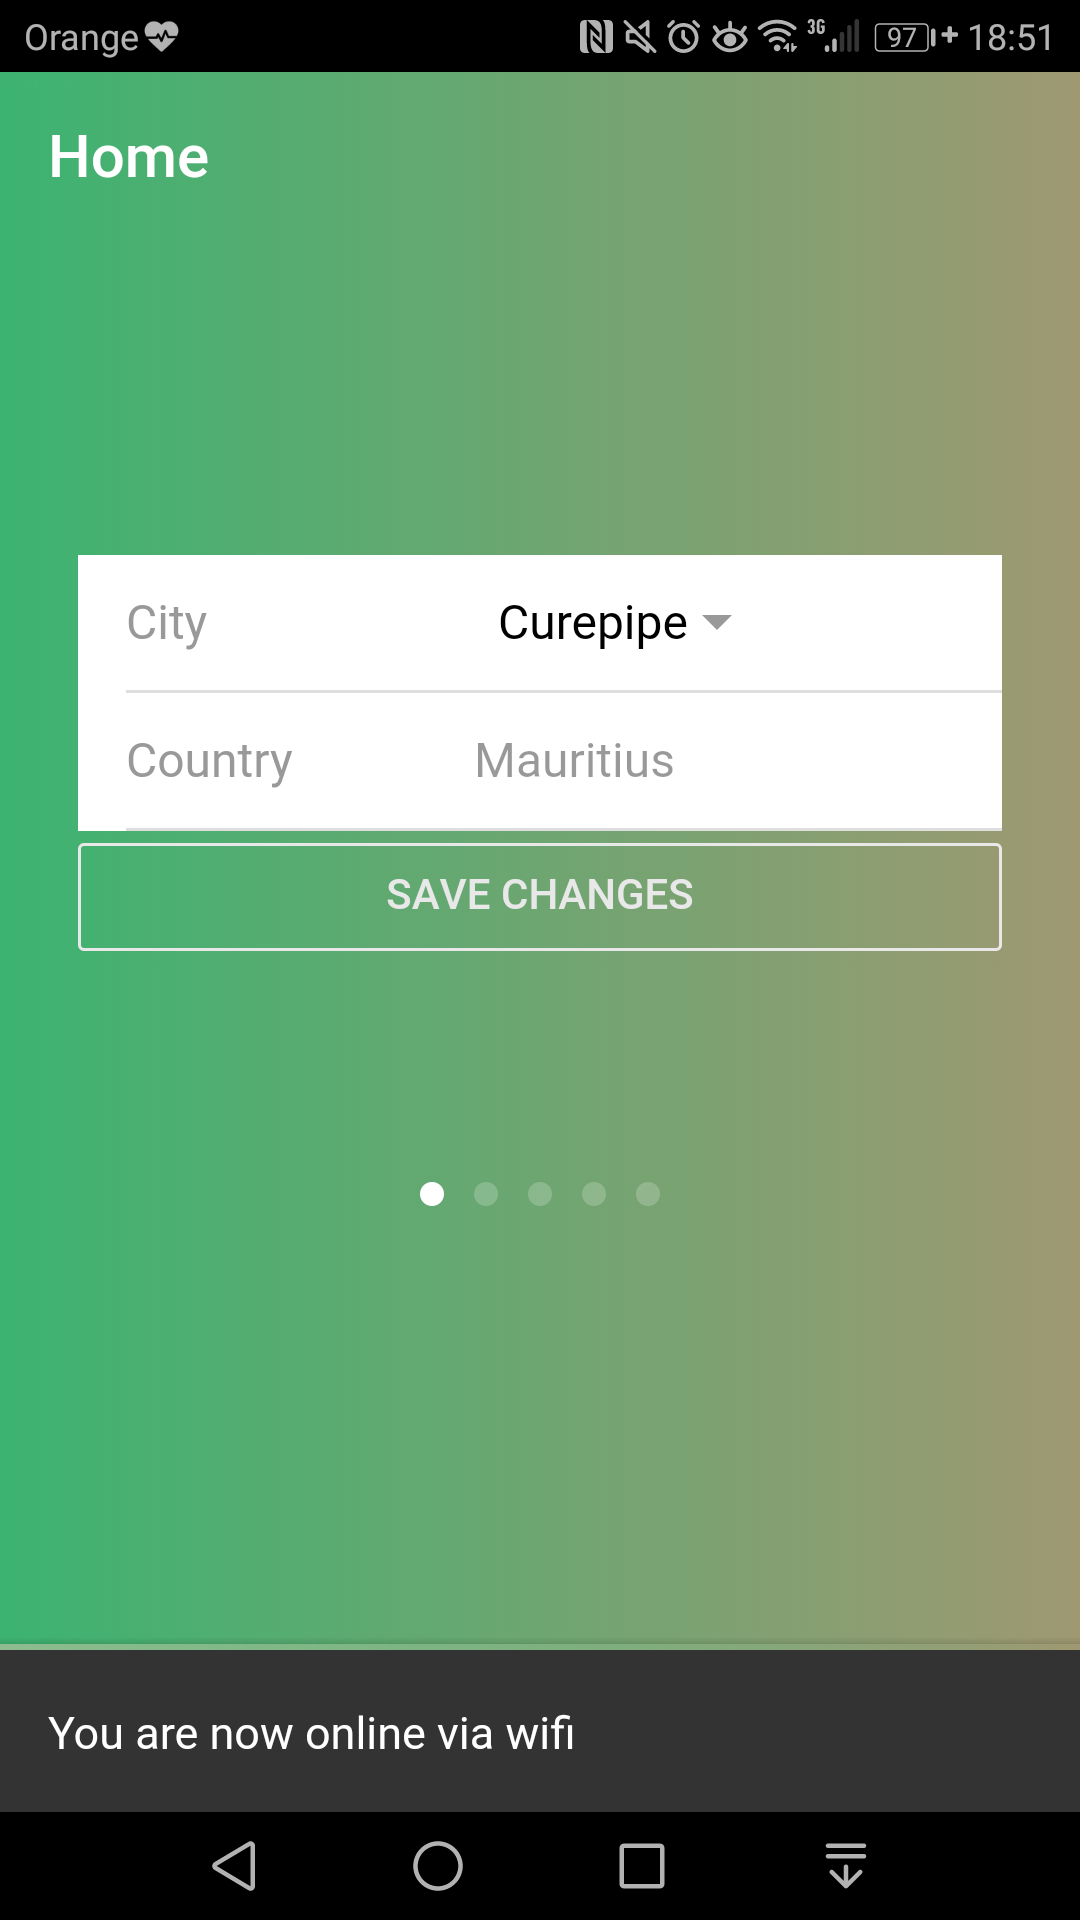 Orange 3G 97 18:51
Home
City Curepipe
Country Mauritius
SAVE CHANGES
You are now online via wifi